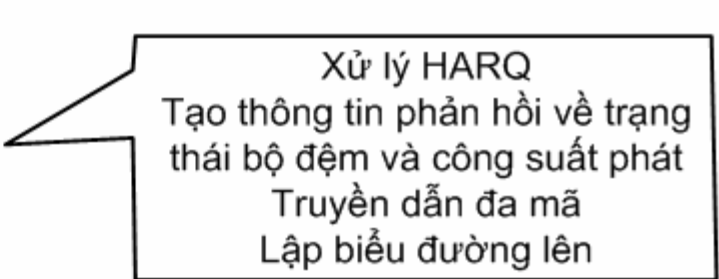 Xử lý HARQ
Tạo thông tin phản hồi về trạng
thái bộ đệm và công suất phát
Truyền dẫn đa mã
Lập biểu đường lên